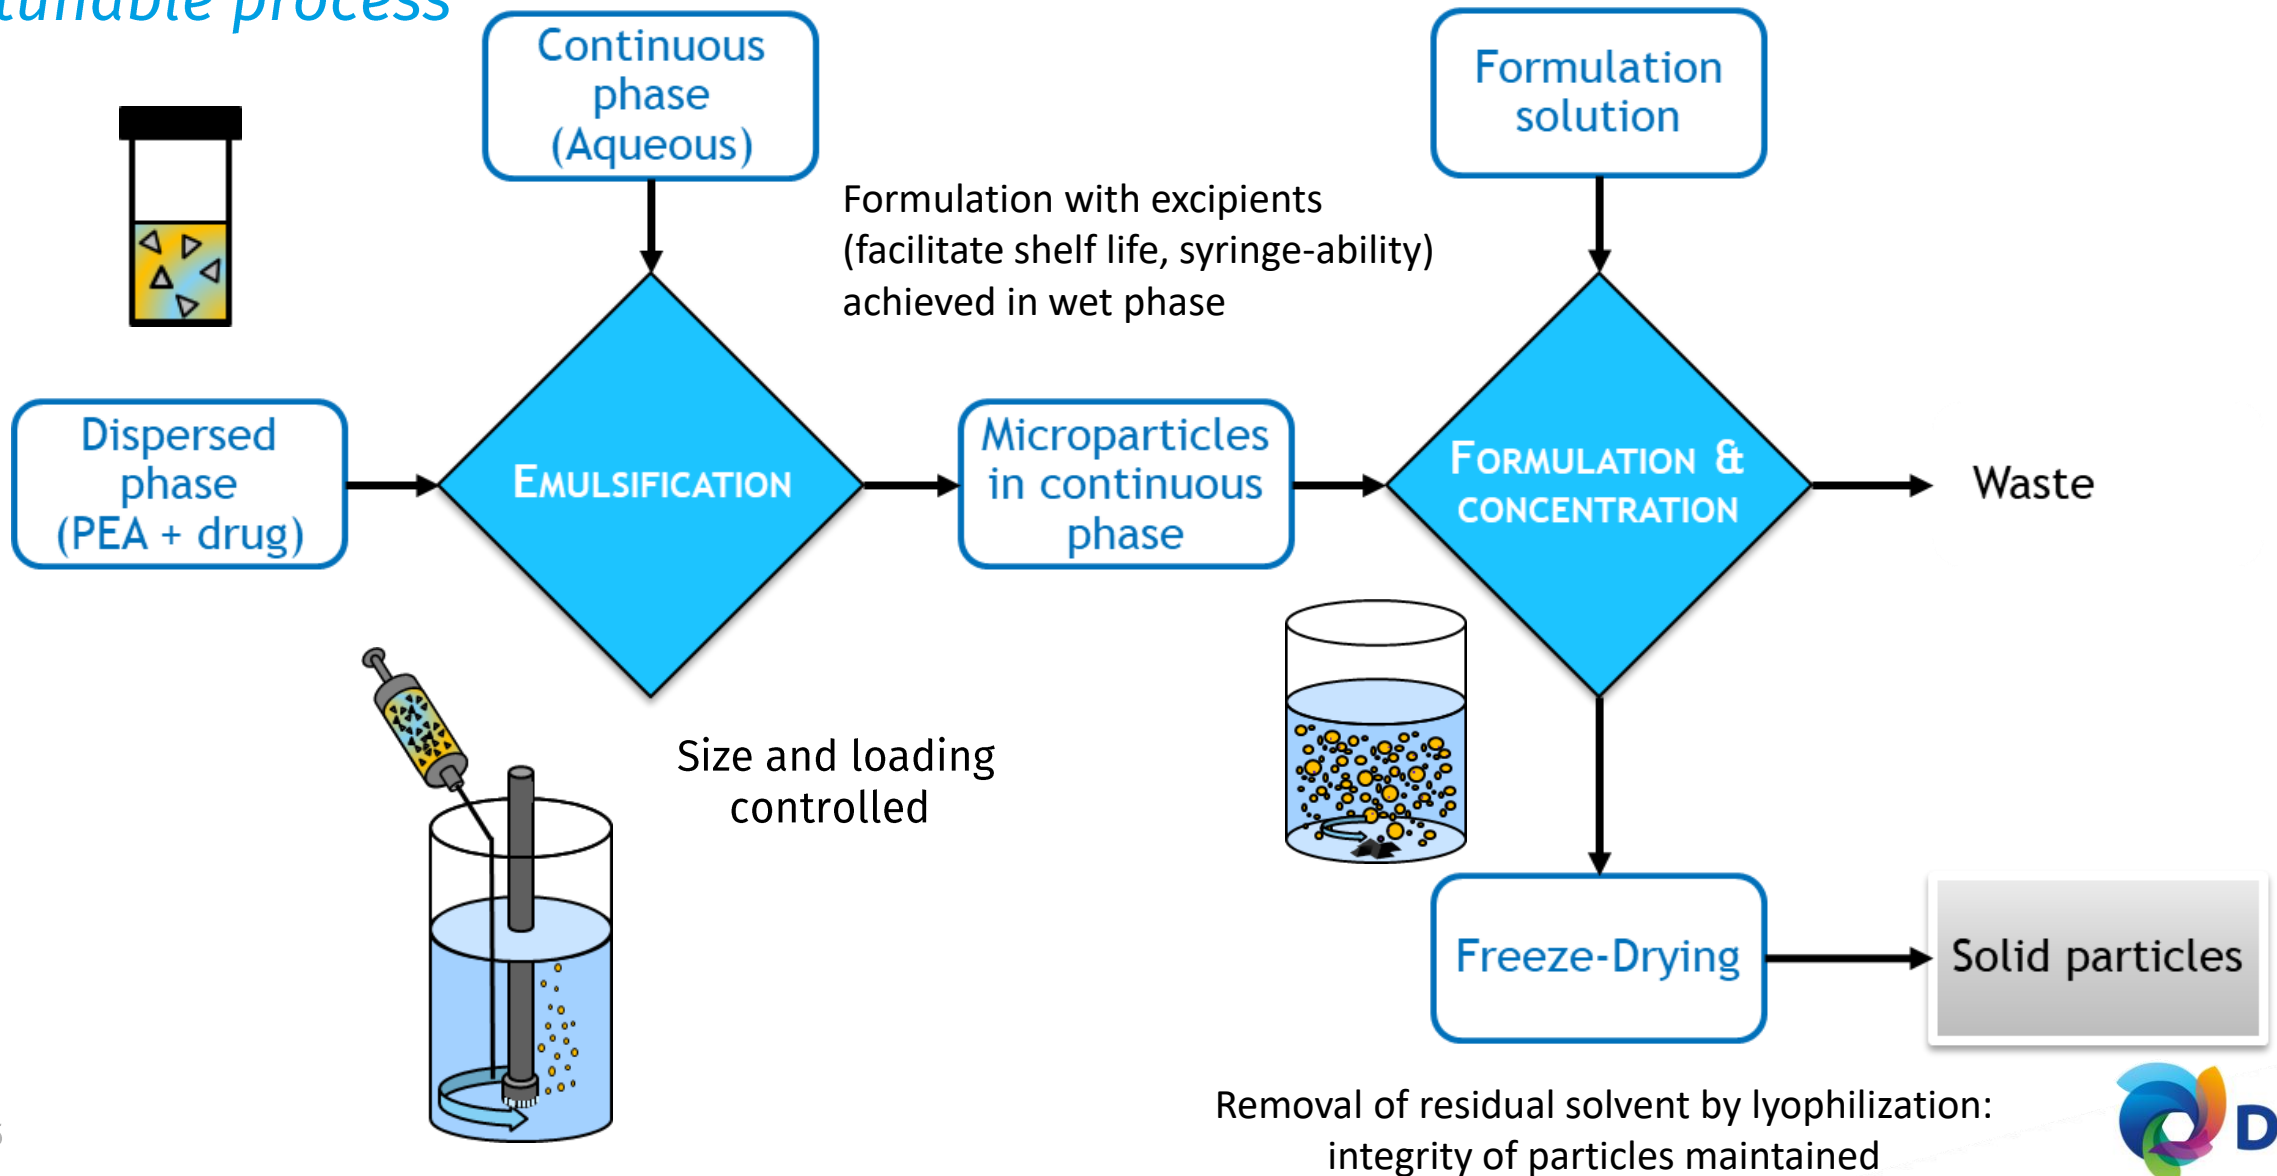 tunable process
Continuous
phase
(Aqueous)
Formulation
solution
Formulation with excipients
(facilitate shelf life, syringe-ability)
achieved in wet phase
Dispersed
phase
(PEA + drug)
EMULSIFICATION
Microparticles
in continuous
phase
FORMULATION &
CONCENTRATION
Waste
Size and loading
controlled
Freeze-Drying
Solid particles
Removal of residual solvent by lyophilization:
integrity of particles maintained
D